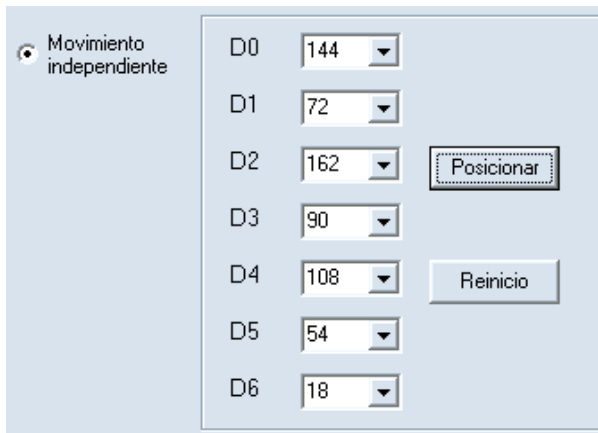 Movimiento
independiente
D0 144
D1 72
D2 162 Posicionar
D3 90
D4 108 Reinicio
D5 54
D6 18